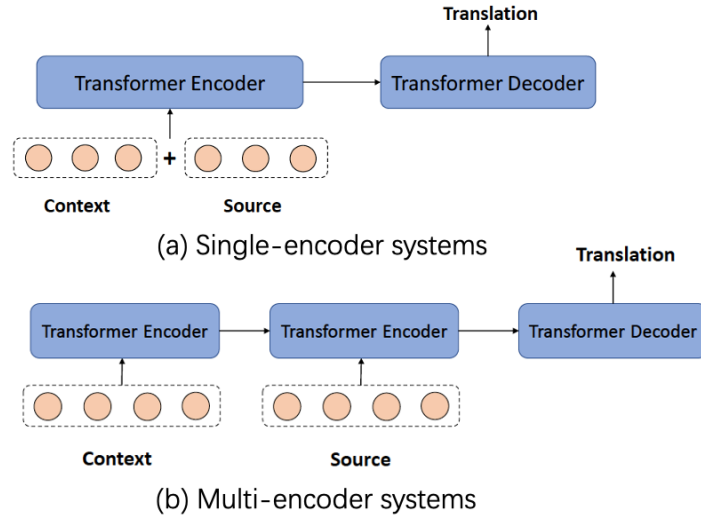 Translation
Transformer Encoder
Transformer Decoder
+
Context
Source
(a) Single-encoder systems
Translation
Transformer Encoder
Transformer Encoder
Transformer Decoder
Context
Source
(b) Multi-encoder systems